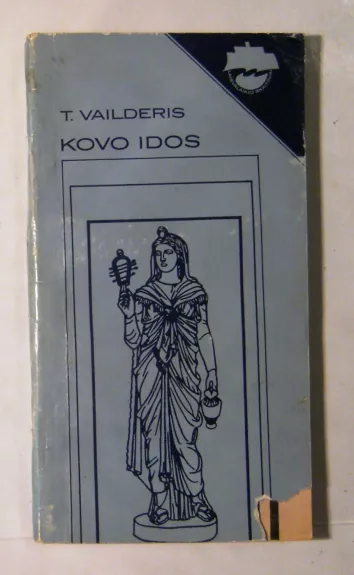 T. VAILDERIS
KOVO IDOS